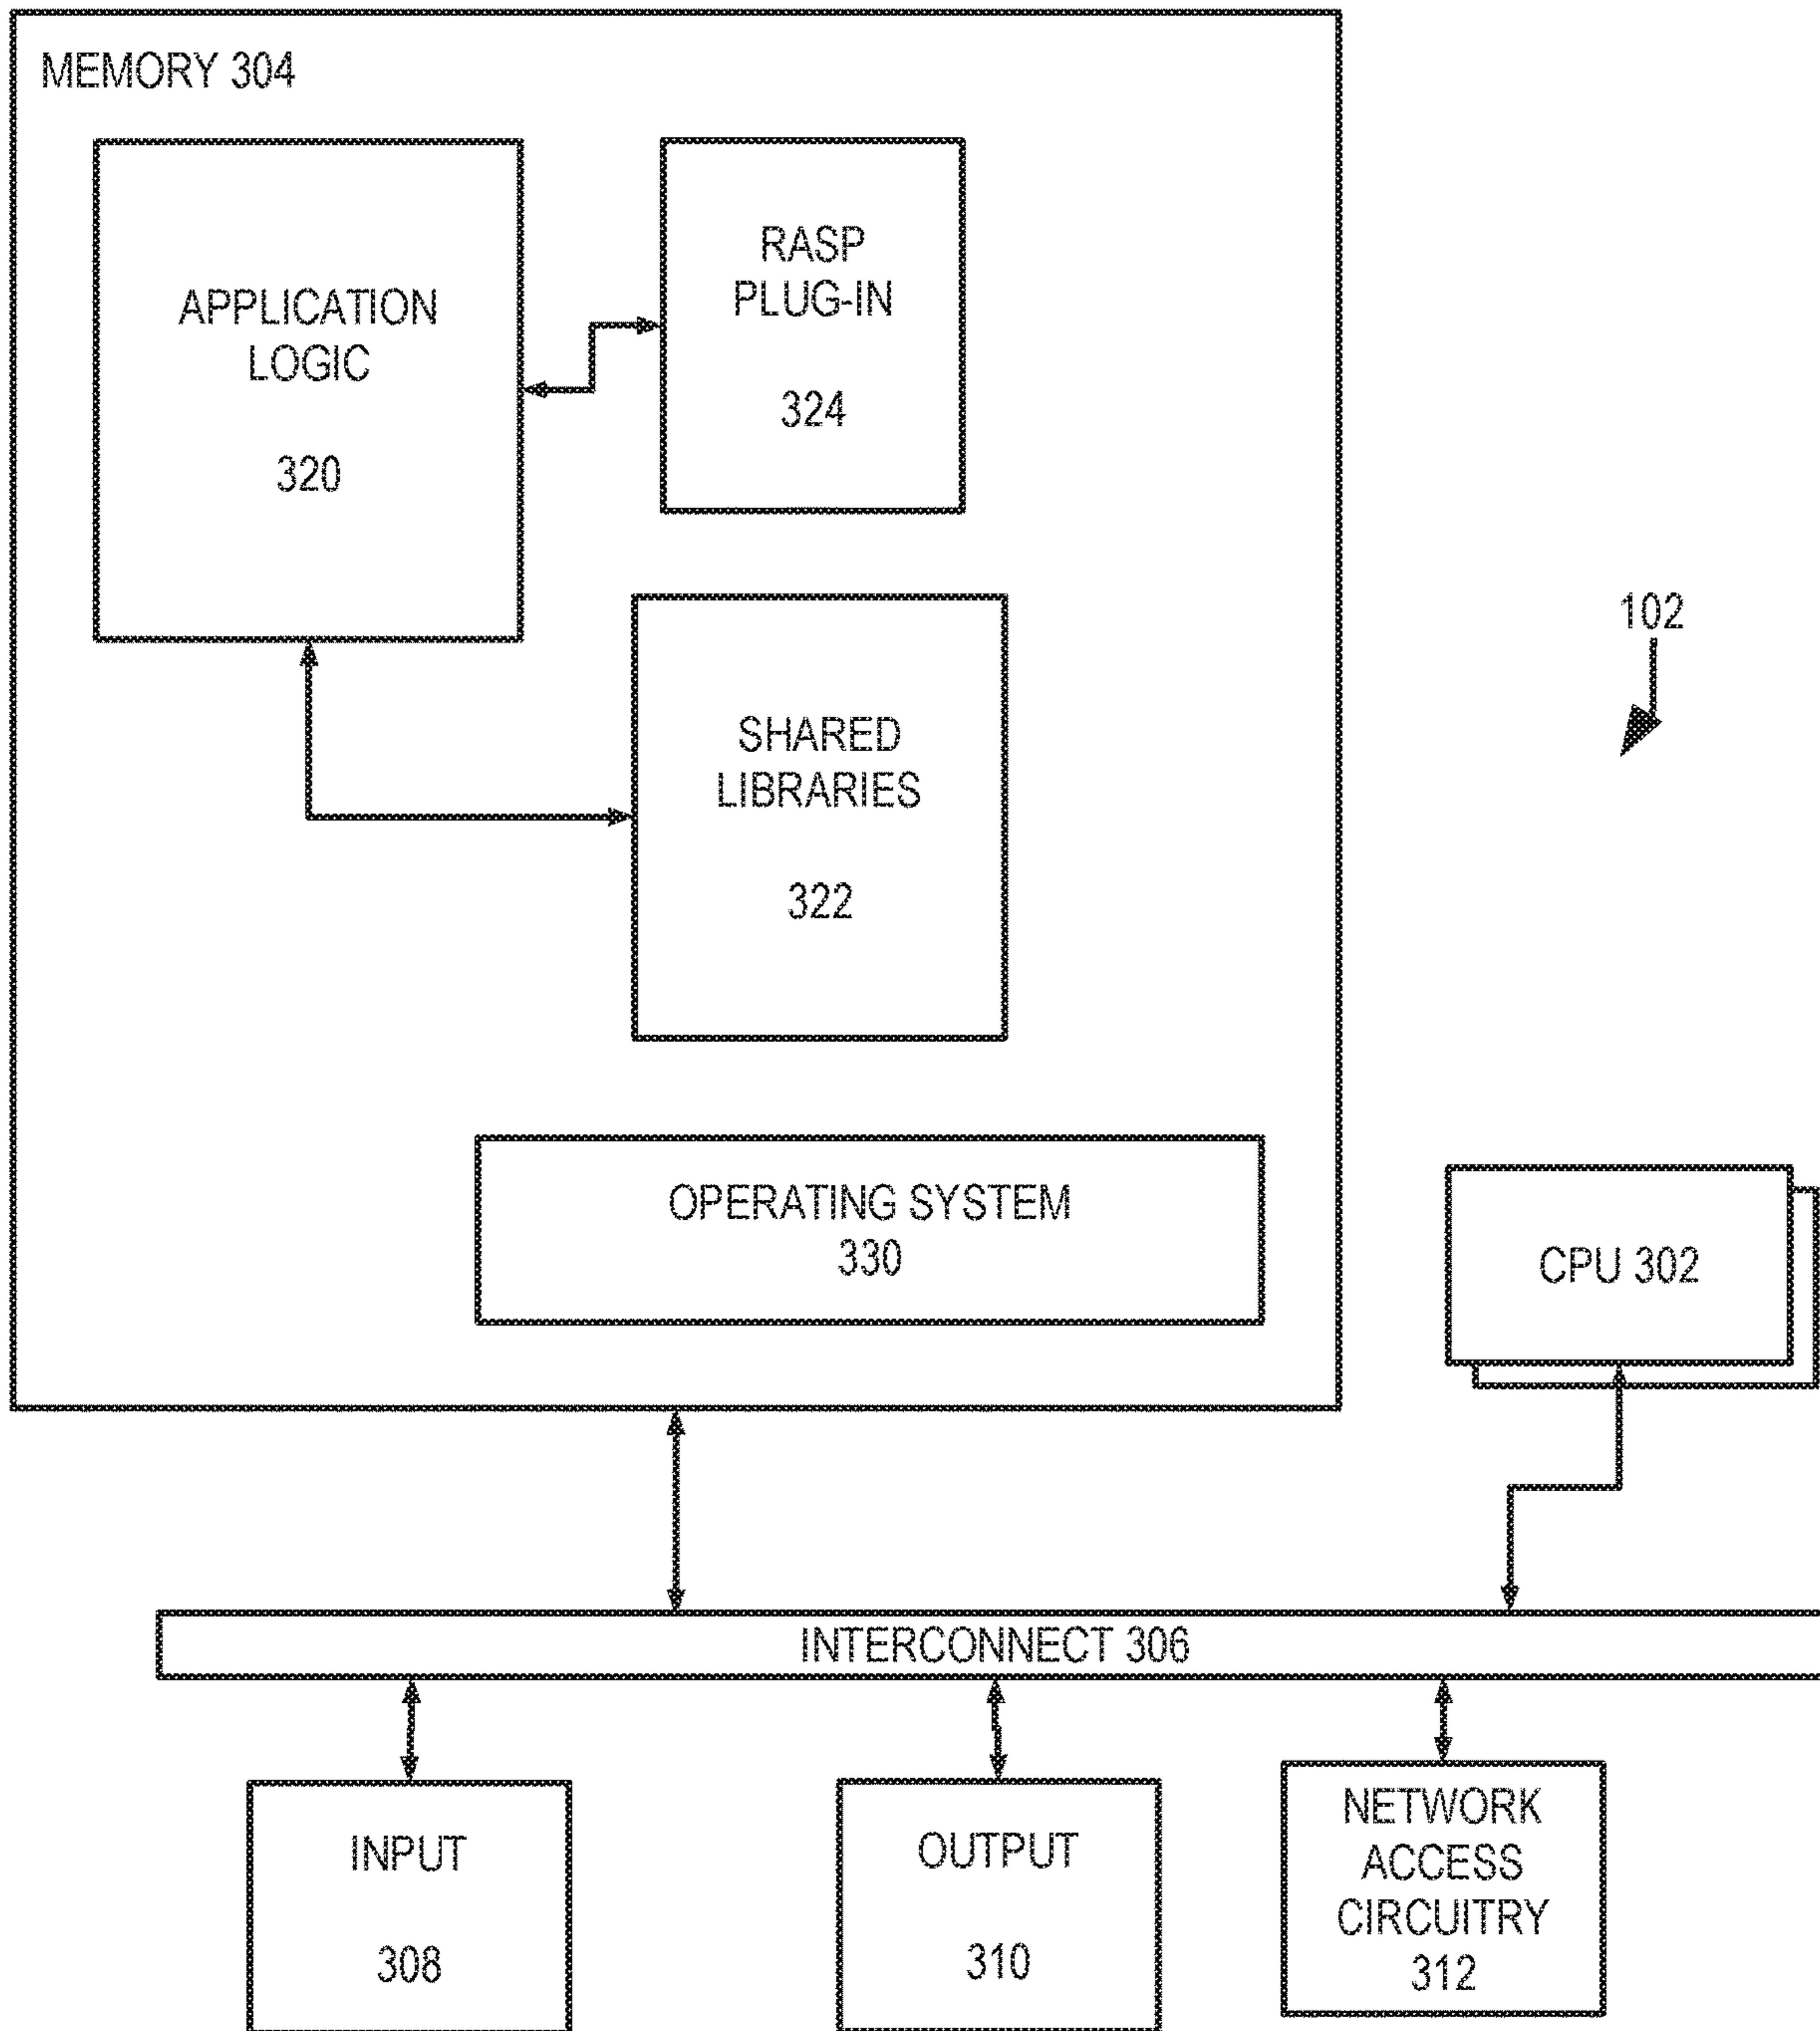 MEMORY 304
APPLICATION
LOGIC
320
RASP
PLUG-IN
324
102
SHARED
LIBRARIES
322
OPERATING SYSTEM
330
CPU 302
INTERCONNECT 306
INPUT
308
OUTPUT
310
NETWORK
ACCESS
CIRCUITRY
312